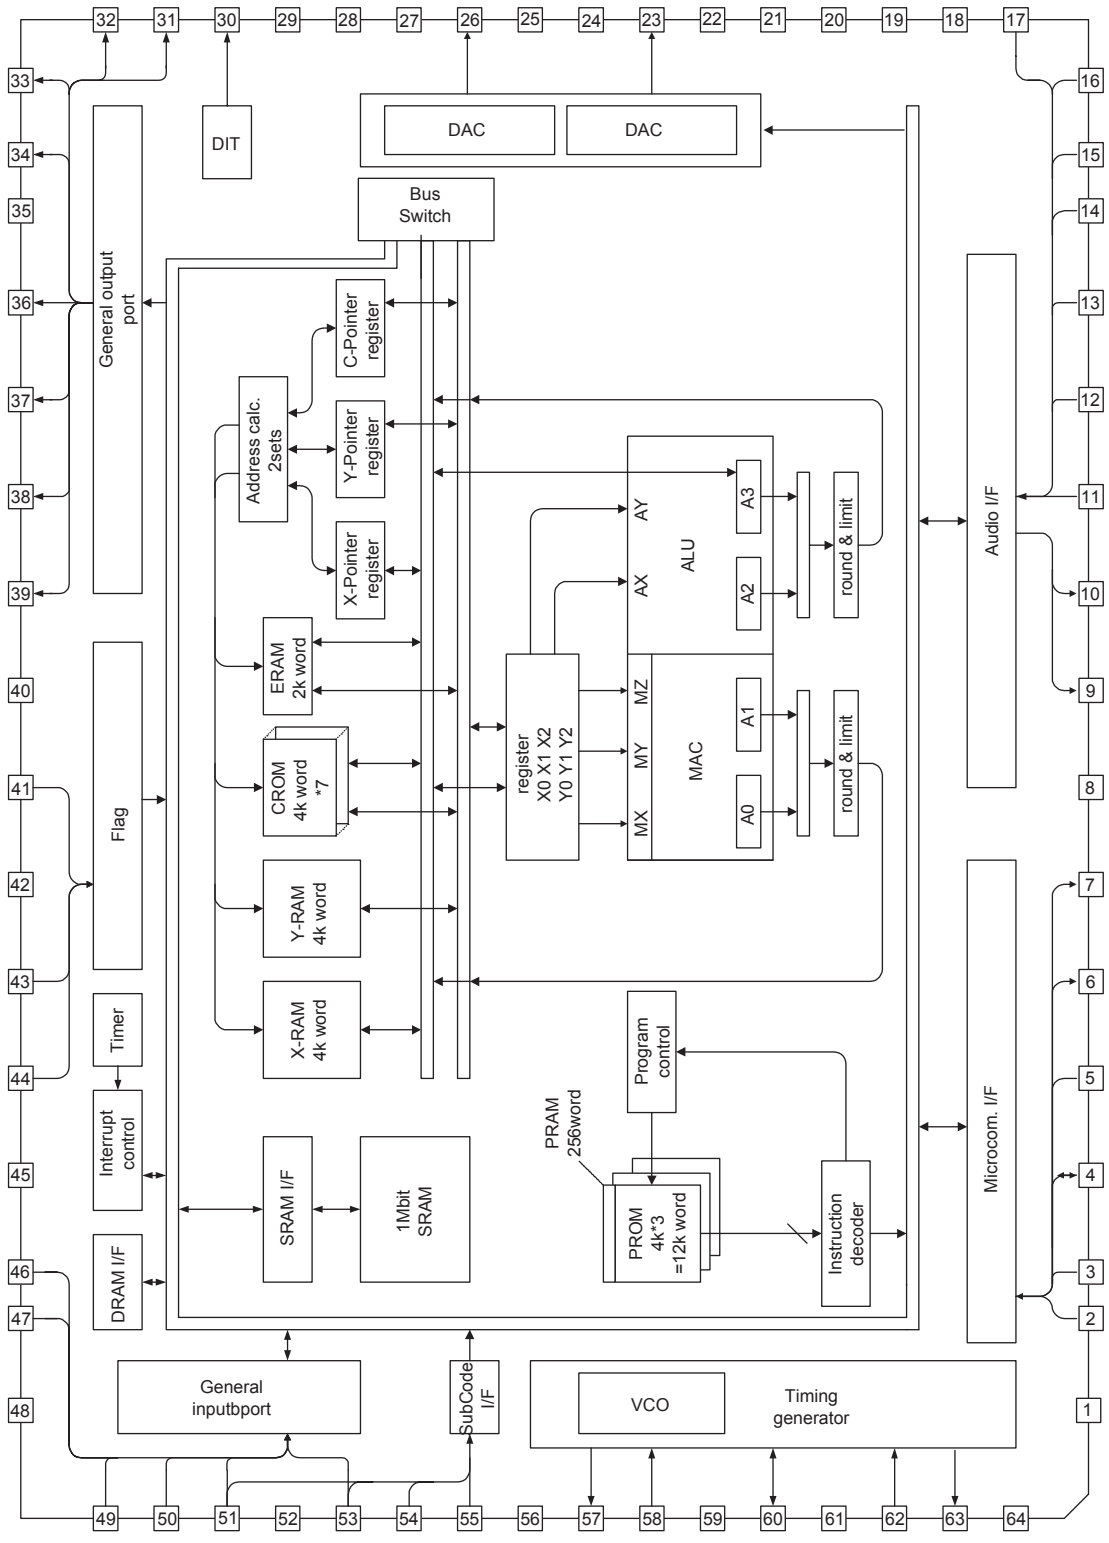 32
31
30
29
28
27
26
25
24
23
22
21
20
19
18
17
33
34
35
36
37
38
39
40
41
42
43
44
45
46
47
48
16
15
14
13
12
11
10
9
8
7
6
5
4
3
2
1
49
50
51
52
53
54
55
56
57
58
59
60
61
62
63
64
DIT
DAC
DAC
Bus
Switch
General output
port
C-Pointer
register
Address calc.
2sets
Y-Pointer
register
X-Pointer
register
ERAM
2k word
CROM
4k word
*7
Y-RAM
4k word
X-RAM
4k word
Flag
Timer
Interrupt
control
DRAM I/F
SRAM I/F
1Mbit
SRAM
register
X0 X1 X2
Y0 Y1 Y2
AY
AX
ALU
A3
A2
round & limit
MZ
MY
MX
MAC
A1
A0
round & limit
Audio I/F
Microcom. I/F
Program
control
PRAM
256word
PROM
4k*3
=12k word
Instruction
decoder
General
inputbport
SubCode
I/F
VCO
Timing
generator